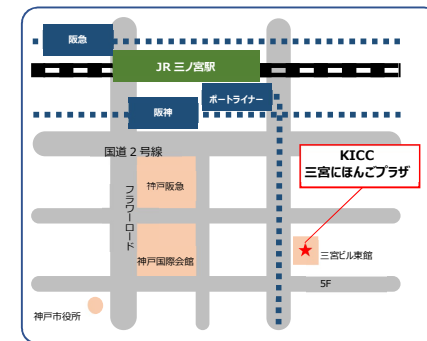 阪急
JR 三ノ宮駅
ポートライナー
阪神
国道2号線
KICC
三宮にほんごプラザ
フラワーロード
神戸阪急
神戸国際会館
三宮ビル東館
5F
神戸市役所